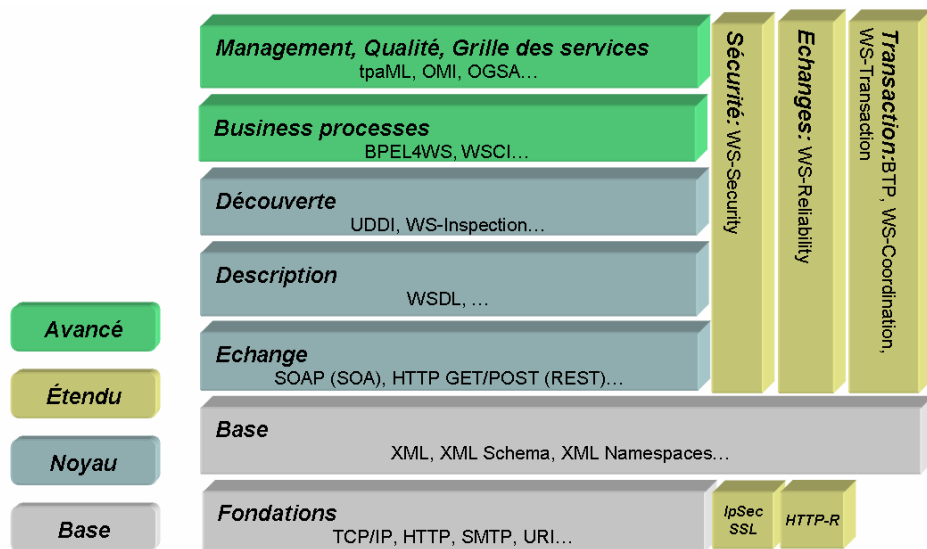 Management, Qualité, Grille des services
tpaML, OMI, OGSA…
Business processes
BPEL4WS, WSCI…
Découverte
UDDI, WS-Inspection…
Description
WSDL, …
Echange
SOAP (SOA), HTTP GET/POST (REST)…
Base
XML, XML Schema, XML Namespaces…
Fondations
TCP/IP, HTTP, SMTP, URI…
Sécurité: WS-Security
Echanges: WS-Reliability
Transaction:BTP, WS-Coordination,
WS-Transaction
IpSec
SSL
HTTP-R
Avancé
Étendu
Noyau
Base